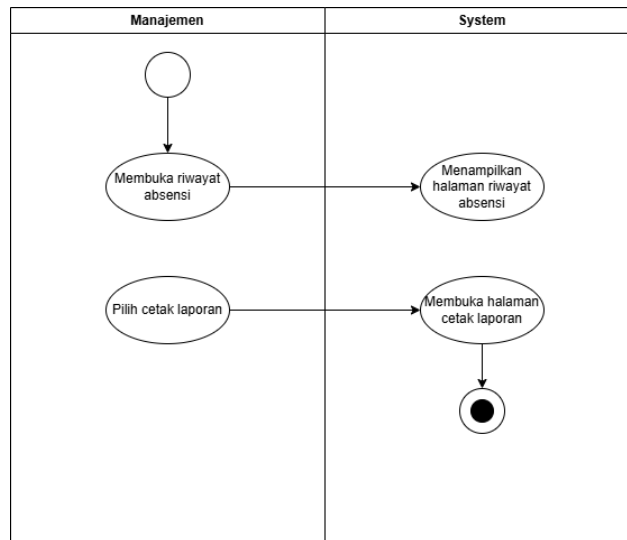 Manajemen
System
Membuka riwayat
absensi
Menampilkan
halaman riwayat
absensi
Pilih cetak laporan
Membuka halaman
cetak laporan